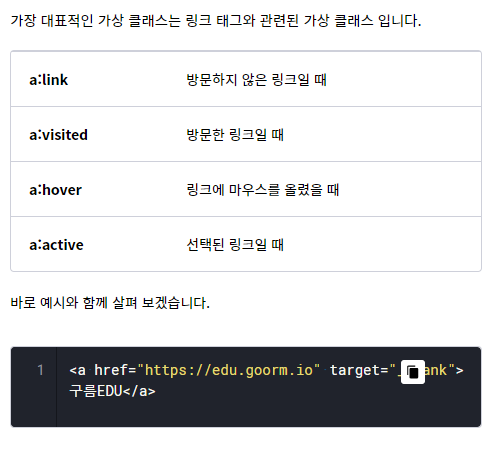 가장 대표적인 가상 클래스는 링크 태그와 관련된 가상 클래스 입니다.
a:link 방문하지 않은 링크일 때
a:visited 방문한 링크일 때
a:hover 링크에 마우스를 올렸을 때
a:active 선택된 링크일 때
바로 예시와 함께 살펴 보겠습니다.
1 <a href="https://edu.goorm.io" target="_ ank">
구름EDU</a>